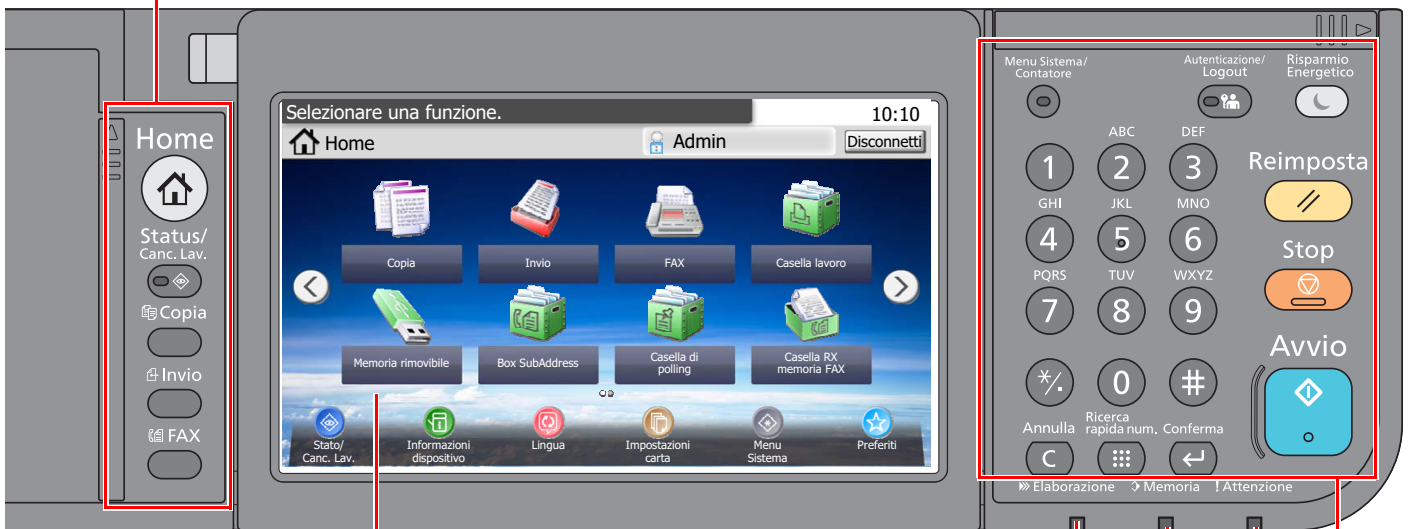 Home
Status/
Canc. Lav.
Copia
Invio
FAX
Selezionare una funzione.
10:10
Home
Admin
Disconnetti
Copia
Invio
FAX
Casella lavoro
Memoria rimovibile
Box SubAddress
Casella di
polling
Casella RX
memoria FAX
Stato/
Canc. Lav.
Informazioni
dispositivo
Lingua
Impostazioni
carta
Menu
Sistema
Preferiti
Menu Sistema/
Contatore
Autenticazione/
Logout
Risparmio
Energetico
ABC
DEF
1
2
3
Reimposta
GHI
JKL
MNO
4
5
6
Stop
PQRS
TUV
WXYZ
7
8
9
Avvio
*/.
0
#
Annulla
Ricerca
rapida num.
Conferma
C
Elaborazione
Memoria
! Attenzione